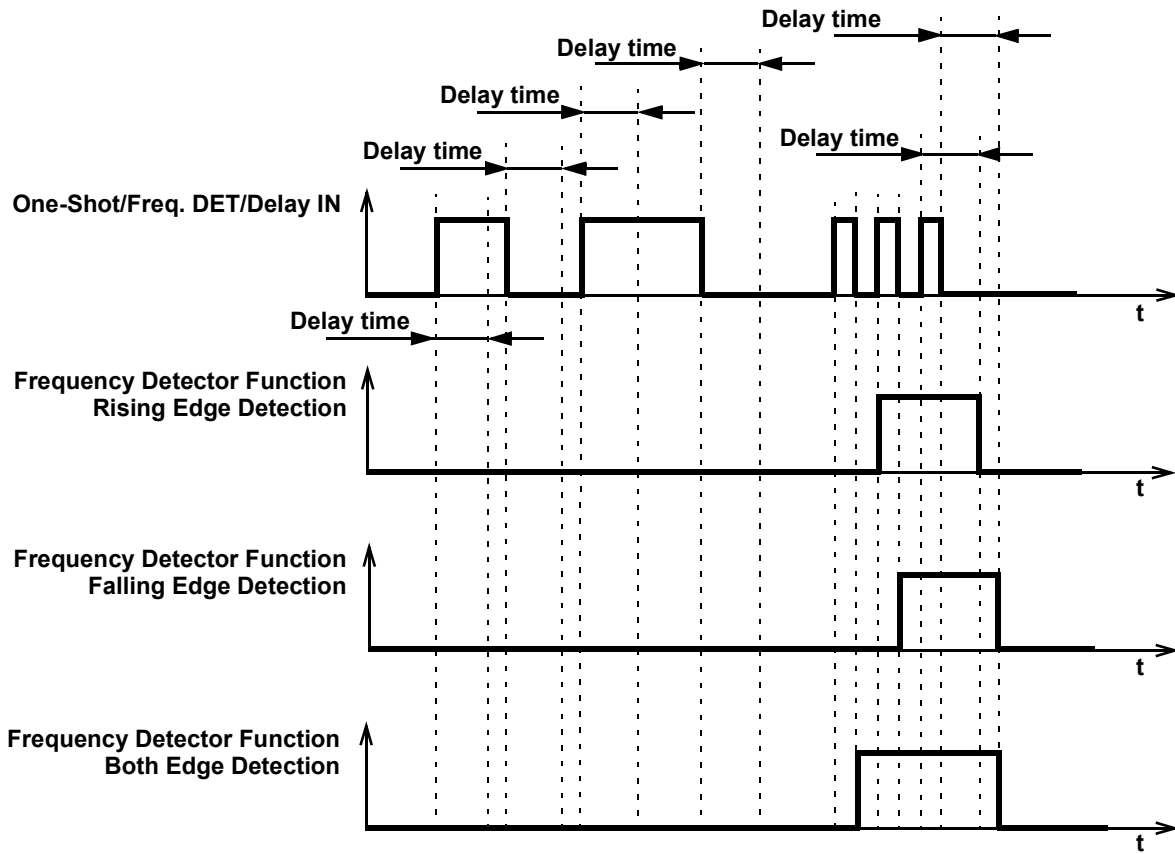 Delay time
Delay time
Delay time
Delay time
Delay time
One-Shot/Freq. DET/Delay IN
t
Delay time
Frequency Detector Function
Rising Edge Detection
t
Frequency Detector Function
Falling Edge Detection
t
Frequency Detector Function
Both Edge Detection
t